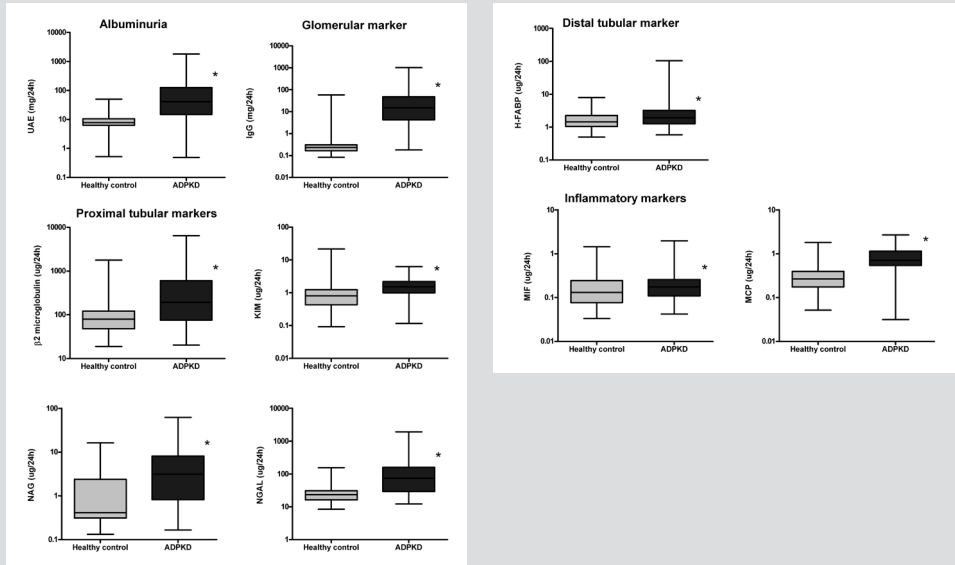 Albuminuria
UAE (mg/24h)
10000
1000
100
10
1
0.1
Healthy control
ADPKD
*
Glomerular marker
IgG (mg/24h)
10000
1000
100
10
1
0.1
0.01
Healthy control
ADPKD
*
Proximal tubular markers
β2 microglobulin (ug/24h)
10000
1000
100
10
Healthy control
ADPKD
*
KIM (ug/24h)
100
10
1
0.1
0.01
Healthy control
ADPKD
*
NAG (ug/24h)
100
10
1
0.1
Healthy control
ADPKD
*
NGAL (ug/24h)
10000
1000
100
10
1
Healthy control
ADPKD
*
Distal tubular marker
H-FABP (ug/24h)
1000
100
10
1
0.1
Healthy control
ADPKD
*
Inflammatory markers
MIF (ug/24h)
10
1
0.1
0.01
Healthy control
ADPKD
*
MCP (ug/24h)
10
1
0.1
0.01
Healthy control
ADPKD
*